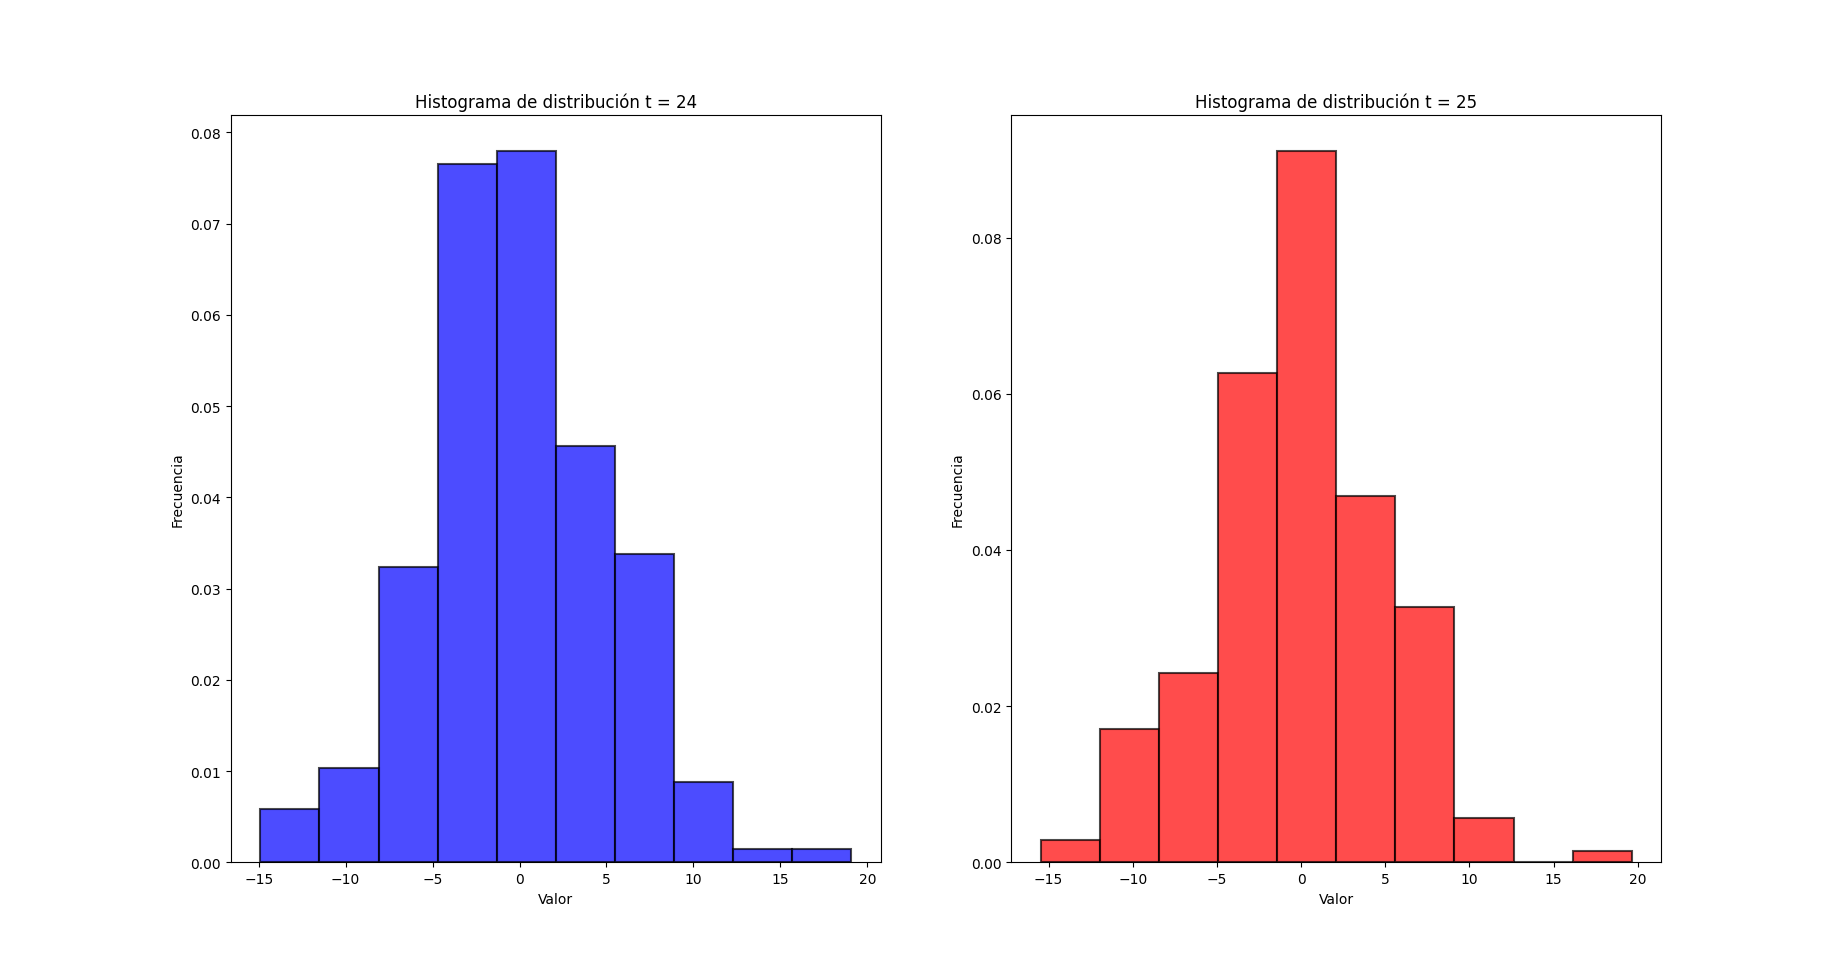 Histograma de distribución t = 24
0.08
0.07
0.06
0.05
0.04
0.03
0.02
0.01
0.00
Frecuencia
−15 −10 −5 0 5 10 15 20
Valor
Histograma de distribución t = 25
0.08
0.06
0.04
0.02
0.00
Frecuencia
−15 −10 −5 0 5 10 15 20
Valor